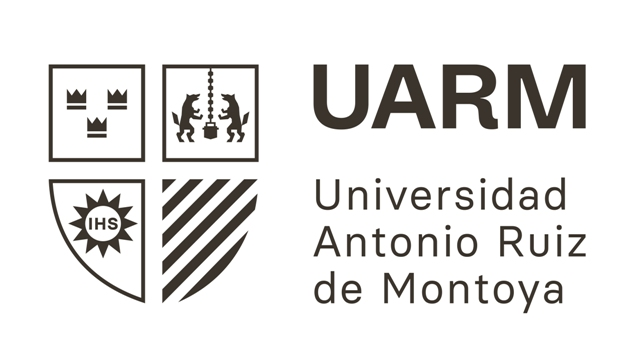 IHS
UARM
Universidad
Antonio Ruiz
de Montoya